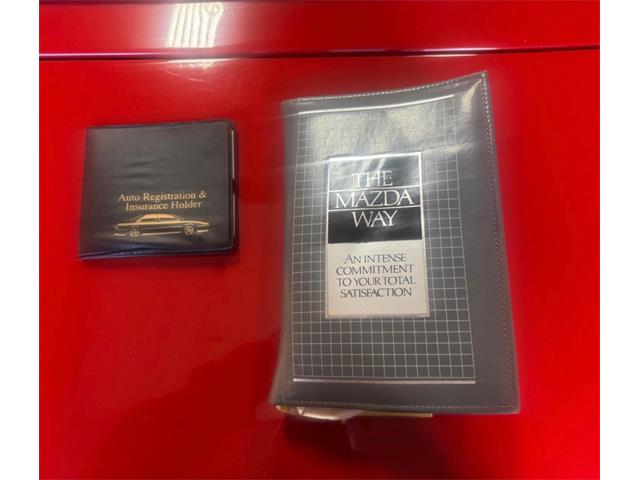 Auto Registration &
Insurance Holder
THE
MAZDA
WAY
AN INTENSE
COMMITMENT
TO YOUR TOTAL
SATISFACTION